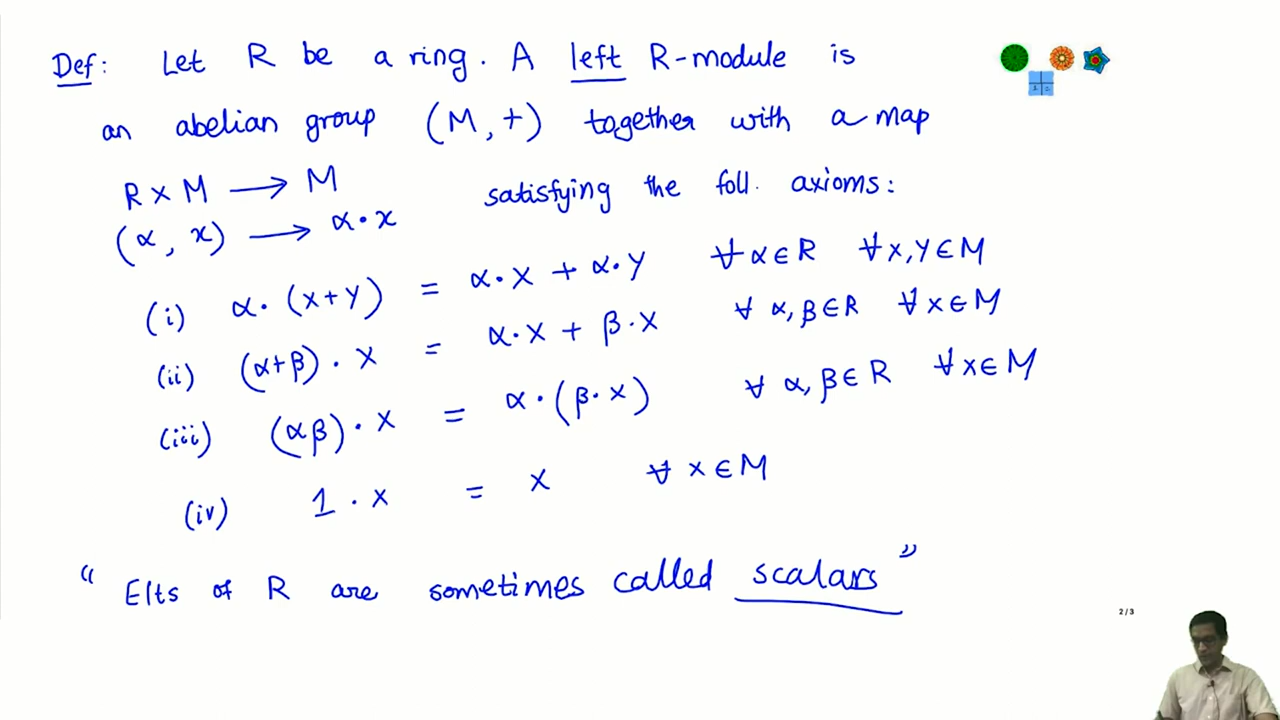 Def: Let R be a ring. A left R-module is
an abelian group (M, +) together with a map
R × M ⟶ M satisfying the foll. axioms:
(α, x) ⟶ α·x
(i) α·(x+y) = α·x + α·y ∀ α∈R ∀ x,y∈M
(ii) (α+β)·x = α·x + β·x ∀ α,β∈R ∀ x∈M
(iii) (αβ)·x = α·(β·x) ∀ α,β∈R ∀ x∈M
(iv) 1·x = x ∀ x∈M
“ Elts of R are sometimes called scalars ”
2 / 3